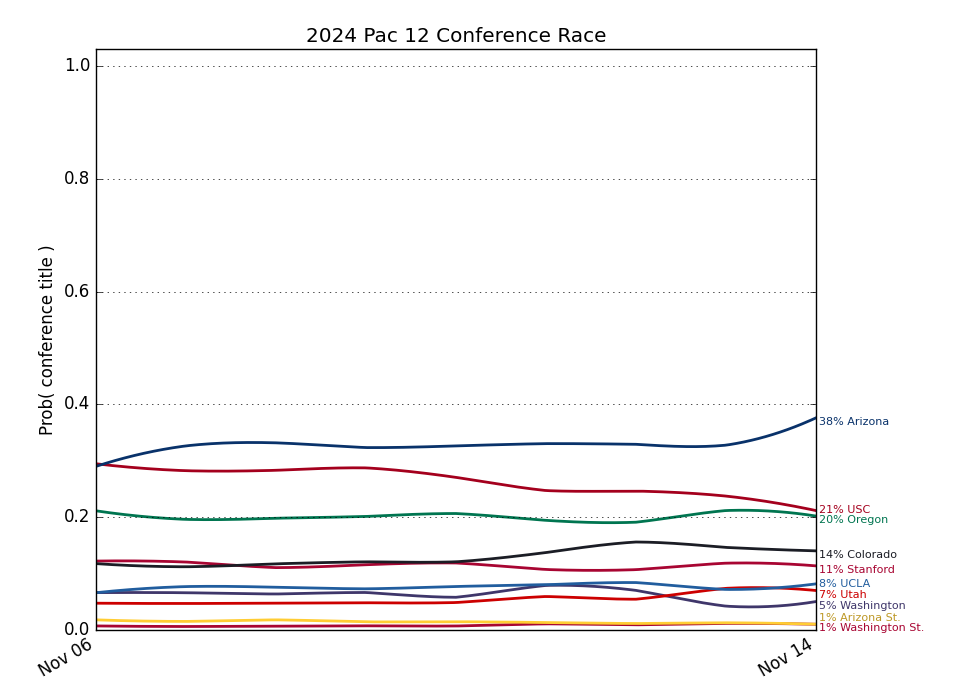 2024 Pac 12 Conference Race
1.0
0.8
0.6
0.4
0.2
0.0
Prob( conference title )
38% Arizona
21% USC
20% Oregon
14% Colorado
11% Stanford
8% UCLA
7% Utah
5% Washington
1% Arizona St.
1% Washington St.
Nov 06
Nov 14